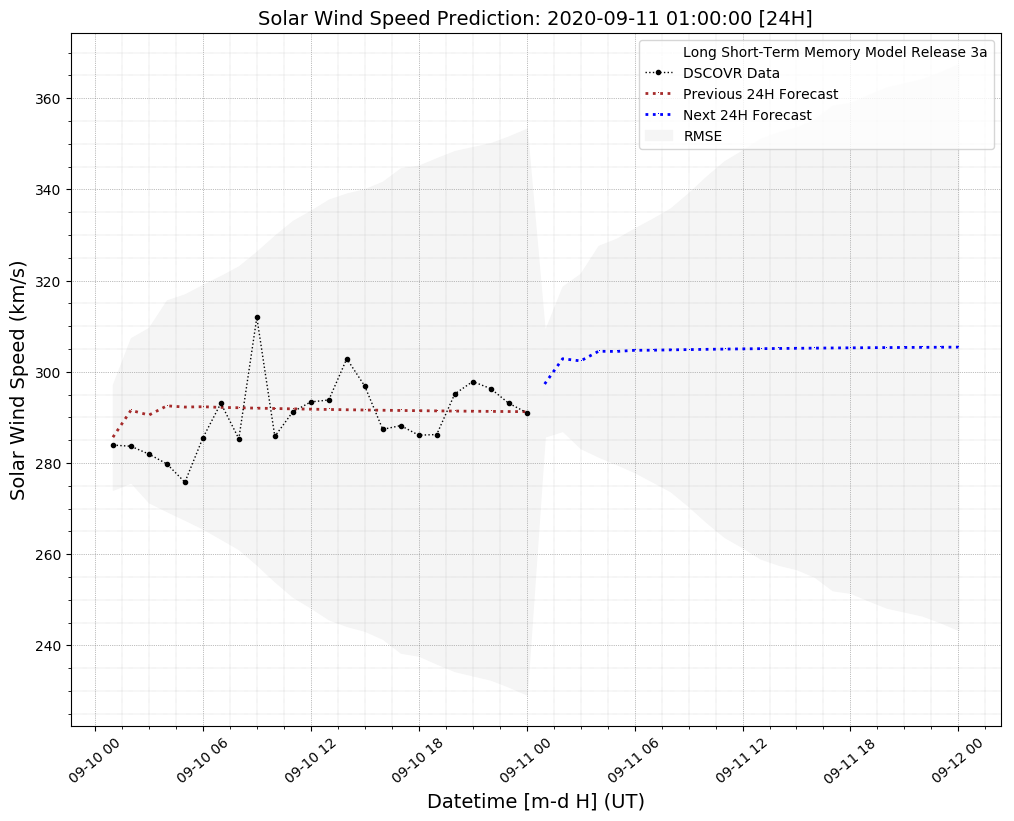 Solar Wind Speed Prediction: 2020-09-11 01:00:00 [24H]
Long Short-Term Memory Model Release 3a
DSCOVR Data
Previous 24H Forecast
Next 24H Forecast
RMSE
Solar Wind Speed (km/s)
360
340
320
300
280
260
240
09-10 00
09-10 06
09-10 12
09-10 18
09-11 00
09-11 06
09-11 12
09-11 18
09-12 00
Datetime [m-d H] (UT)